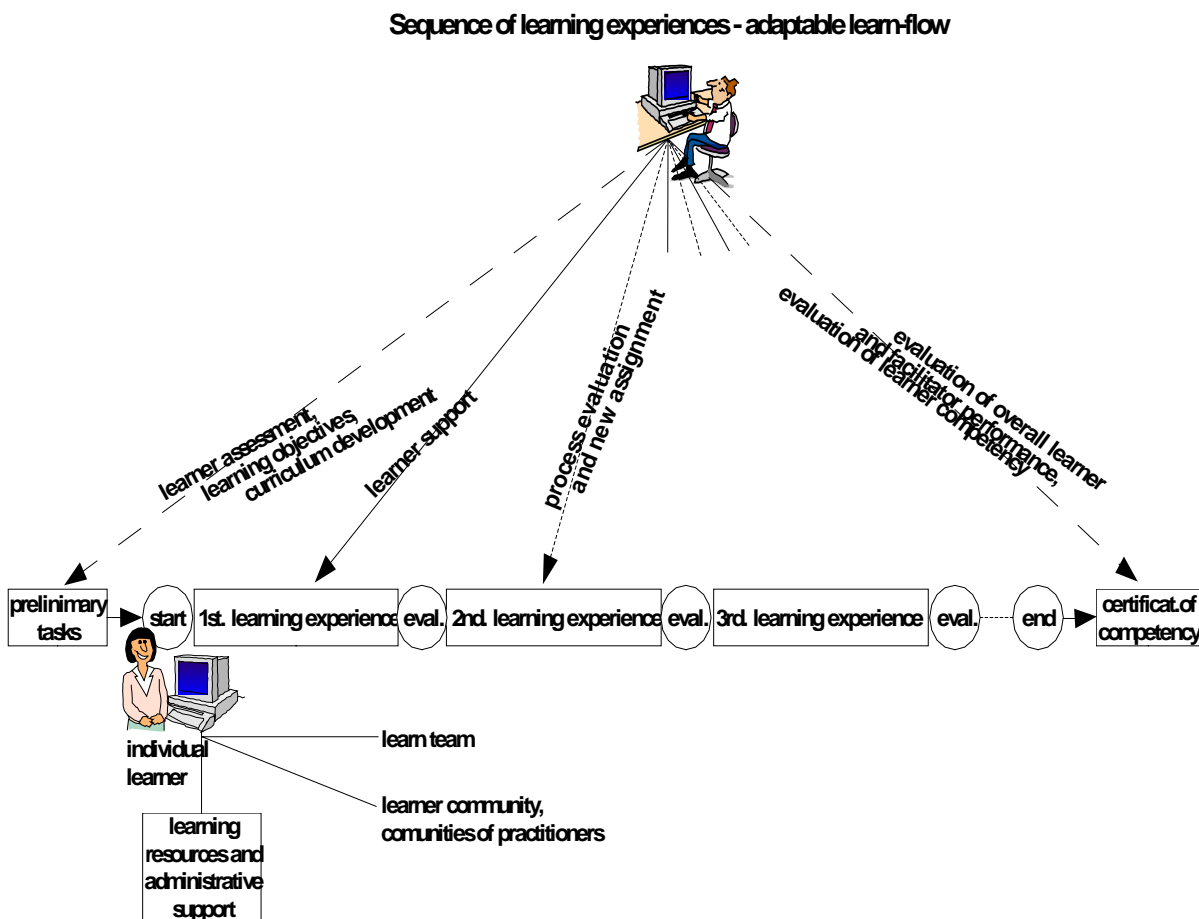 Sequence of learning experiences - adaptable learn-flow
learner assessment,
learning objectives,
curriculum development
learner support
process evaluation
and new assignment
evaluation of overall learner
and facilitator performance,
evaluation of learner competency
prelinimary
tasks
start
1st. learning experience
eval.
2nd. learning experience
eval.
3rd. learning experience
eval.
end
certificat. of
competency
individual
learner
learn team
learner community,
comunities of practitioners
learning
resources and
administrative
support